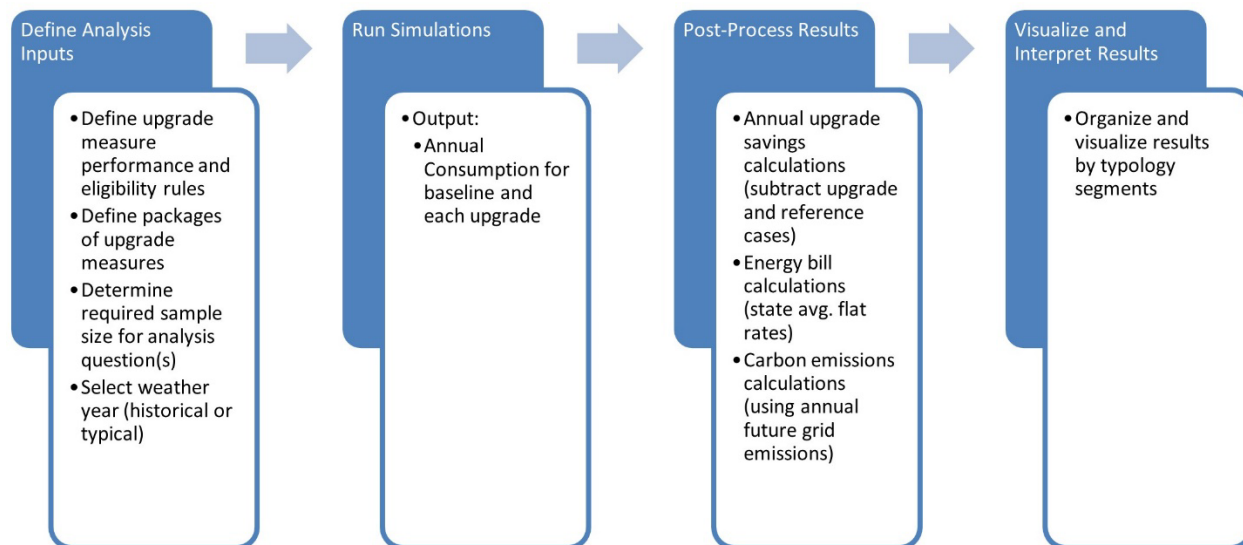 Define Analysis
Inputs
• Define upgrade
measure
performance and
eligibility rules
• Define packages
of upgrade
measures
• Determine
required sample
size for analysis
question(s)
• Select weather
year (historical or
typical)
Run Simulations
• Output:
• Annual
Consumption for
baseline and
each upgrade
Post-Process Results
• Annual upgrade
savings
calculations
(subtract upgrade
and reference
cases)
• Energy bill
calculations
(state avg. flat
rates)
• Carbon emissions
calculations
(using annual
future grid
emissions)
Visualize and
Interpret Results
• Organize and
visualize results
by typology
segments